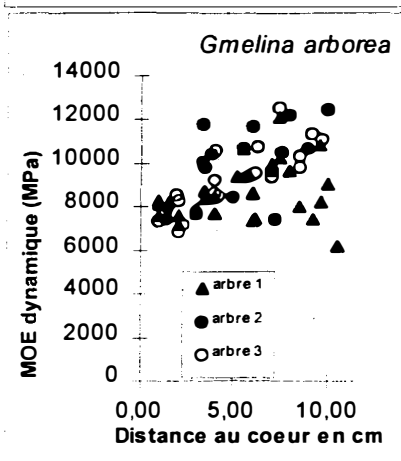 Gmelina arborea
MOE dynamique (MPa)
14000
12000
10000
8000
6000
4000
2000
0
arbre 1
arbre 2
arbre 3
0,00 5,00 10,00
Distance au coeur en cm